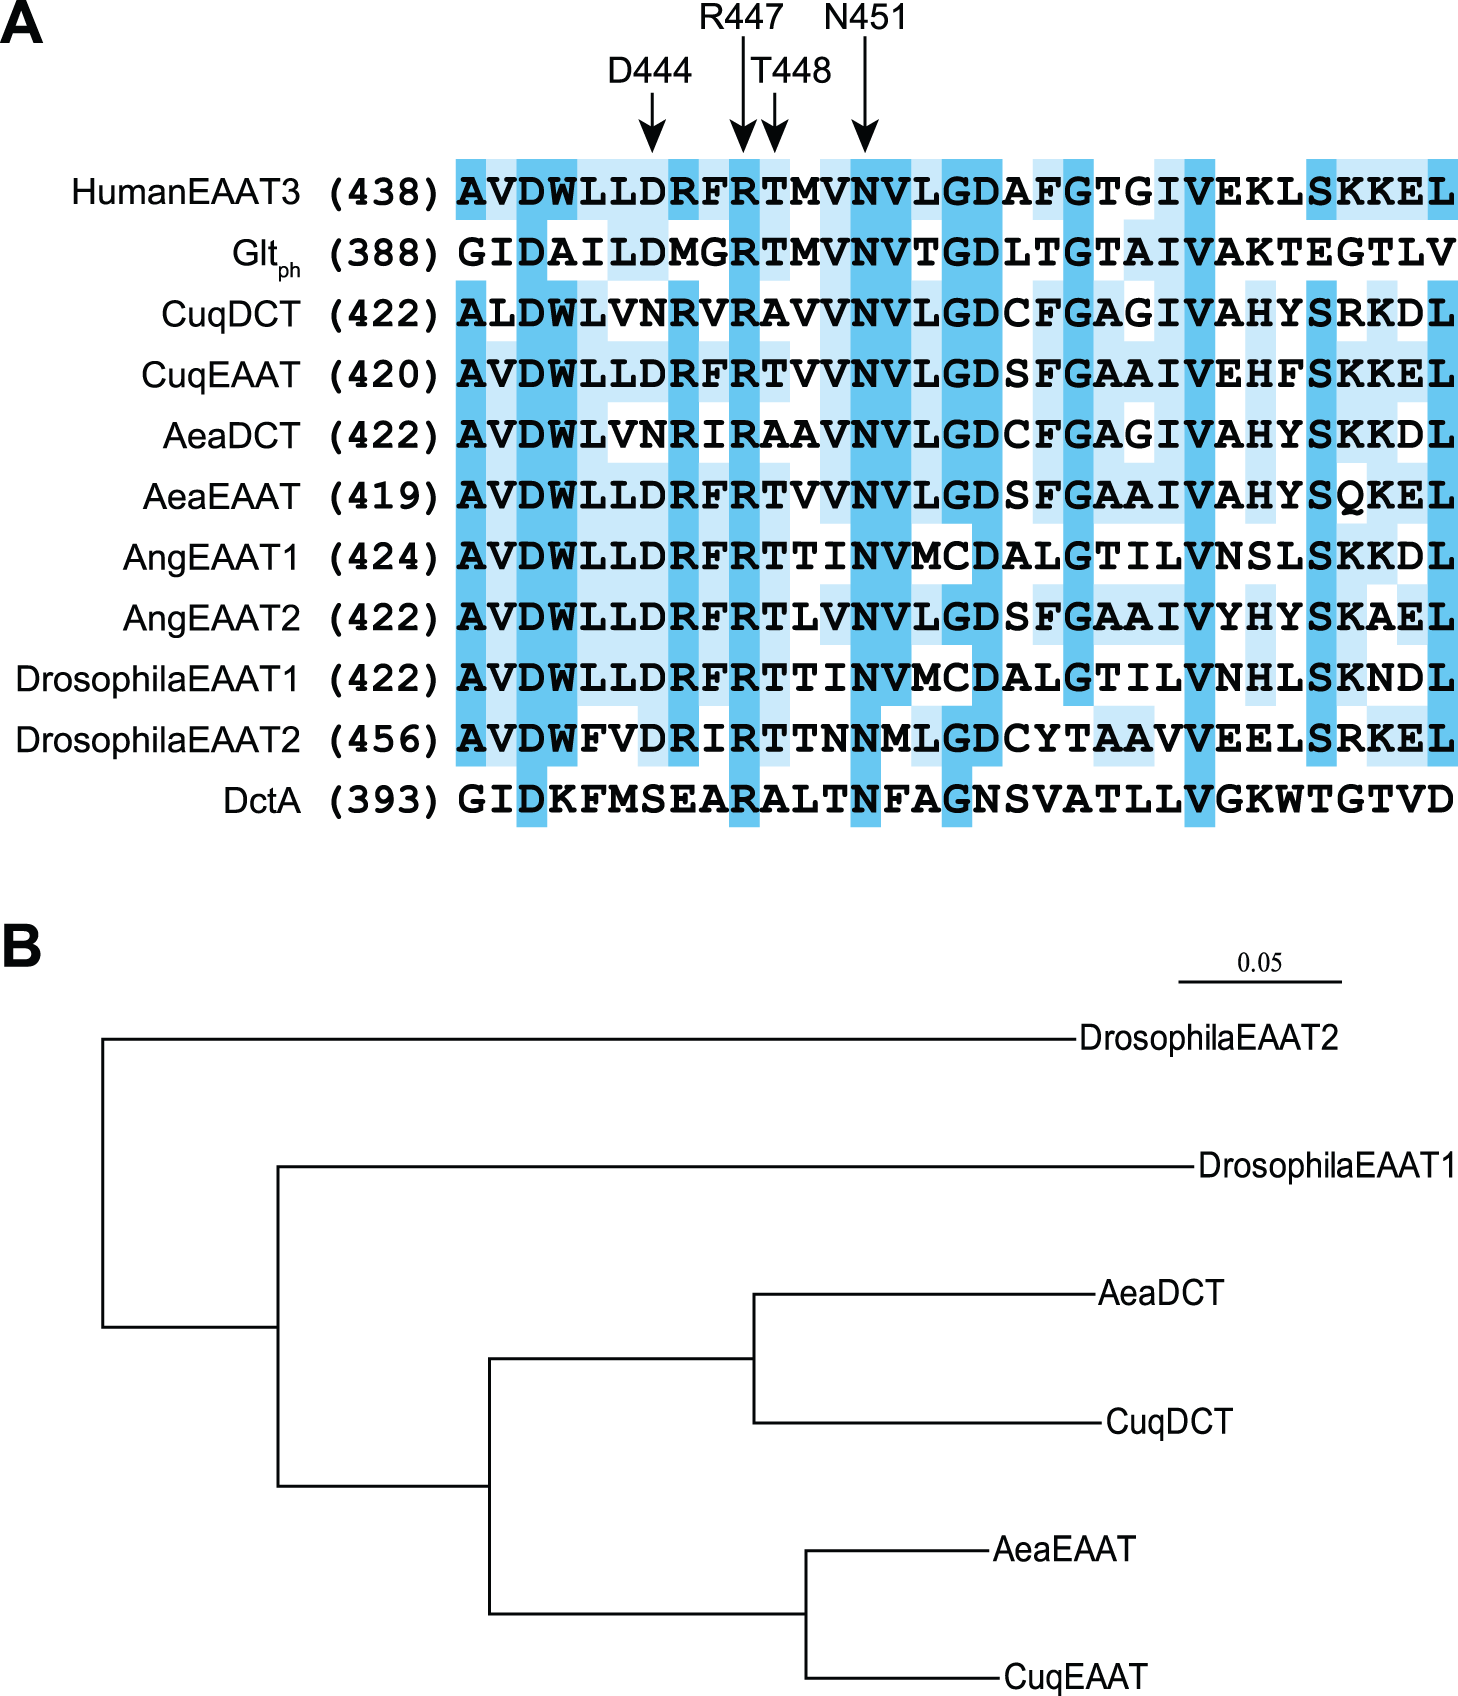 A
R447 N451
D444 T448
HumanEAAT3 (438) AVDWLLDRFRTMVNVLGDAFGTGIVEKLSKKEL
Gltph (388) GIDAILDMGRTMVNVTGDLTGTAIVAKTEGTLV
CuqDCT (422) ALDWLVNRVRAVVNVLGDCFGAGIVAHYSRKDL
CuqEAAT (420) AVDWLLDRFRTVVNVLGDSFGAAIVEHFSKKEL
AeaDCT (422) AVDWLVNRIRAAVNVLGDCFGAGIVAHYSKKDL
AeaEAAT (419) AVDWLLDRFRTVVNVLGDSFGAAIVAHYSQKEL
AngEAAT1 (424) AVDWLLDRFRTTINVMCDALGTILVNSLSKKDL
AngEAAT2 (422) AVDWLLDRFRTLVNVLGDSFGAAIVYHYSKAEL
DrosophilaEAAT1 (422) AVDWLLDRFRTTINVMCDALGTILVNHLSKNDL
DrosophilaEAAT2 (456) AVDWFVDRIRTTNNMLGDCYTAAVVEELSRKEL
DctA (393) GIDKFMSEARALTNFAGNSVATLLVGKWTGTVD
B
0.05
DrosophilaEAAT2
DrosophilaEAAT1
AeaDCT
CuqDCT
AeaEAAT
CuqEAAT